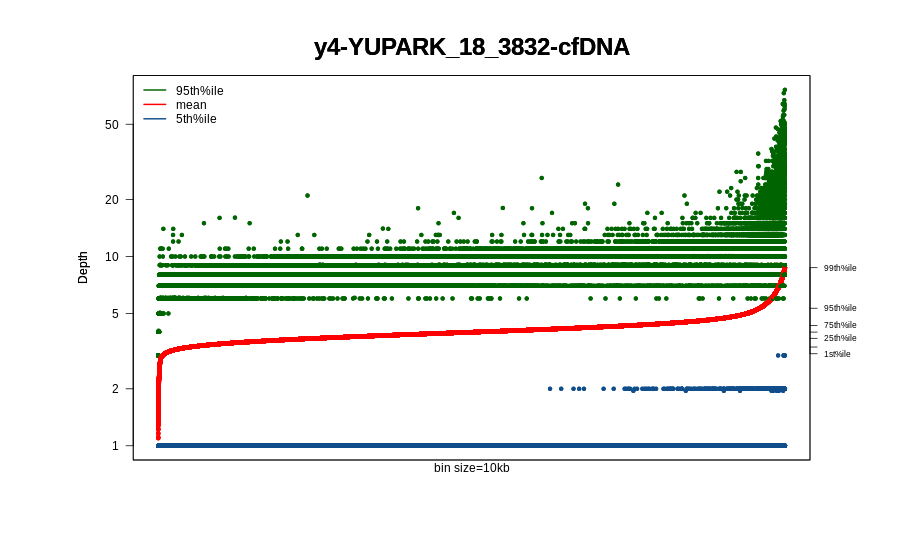 y4-YUPARK_18_3832-cfDNA
95th%ile
mean
5th%ile
Depth
50
20
10
5
2
1
99th%ile
95th%ile
75th%ile
25th%ile
1st%ile
bin size=10kb